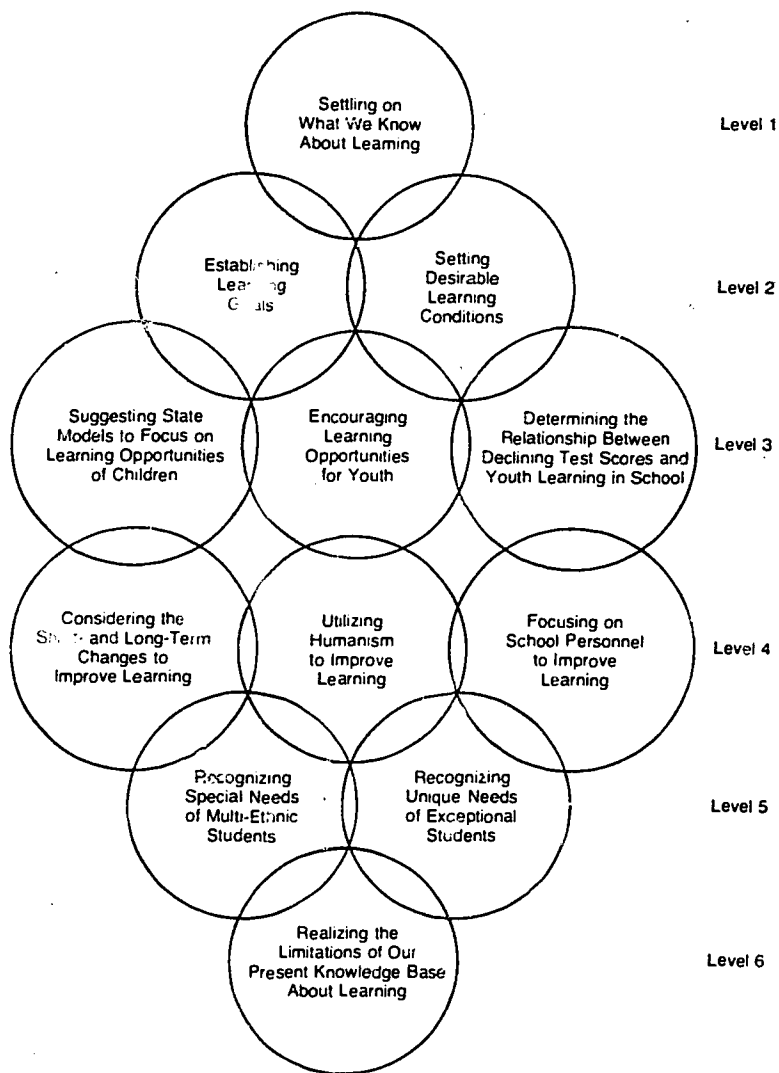 Settling on
What We Know
About Learning
Level 1
Establishing
Learning
Goals
Setting
Desirable
Learning
Conditions
Level 2
Suggesting State
Models to Focus on
Learning Opportunities
of Children
Encouraging
Learning
Opportunities
for Youth
Determining the
Relationship Between
Declining Test Scores and
Youth Learning in School
Level 3
Considering the
Short- and Long-Term
Changes to
Improve Learning
Utilizing
Humanism
to Improve
Learning
Focusing on
School Personnel
to Improve
Learning
Level 4
Recognizing
Special Needs
of Multi-Ethnic
Students
Recognizing
Unique Needs
of Exceptional
Students
Level 5
Realizing the
Limitations of Our
Present Knowledge Base
About Learning
Level 6